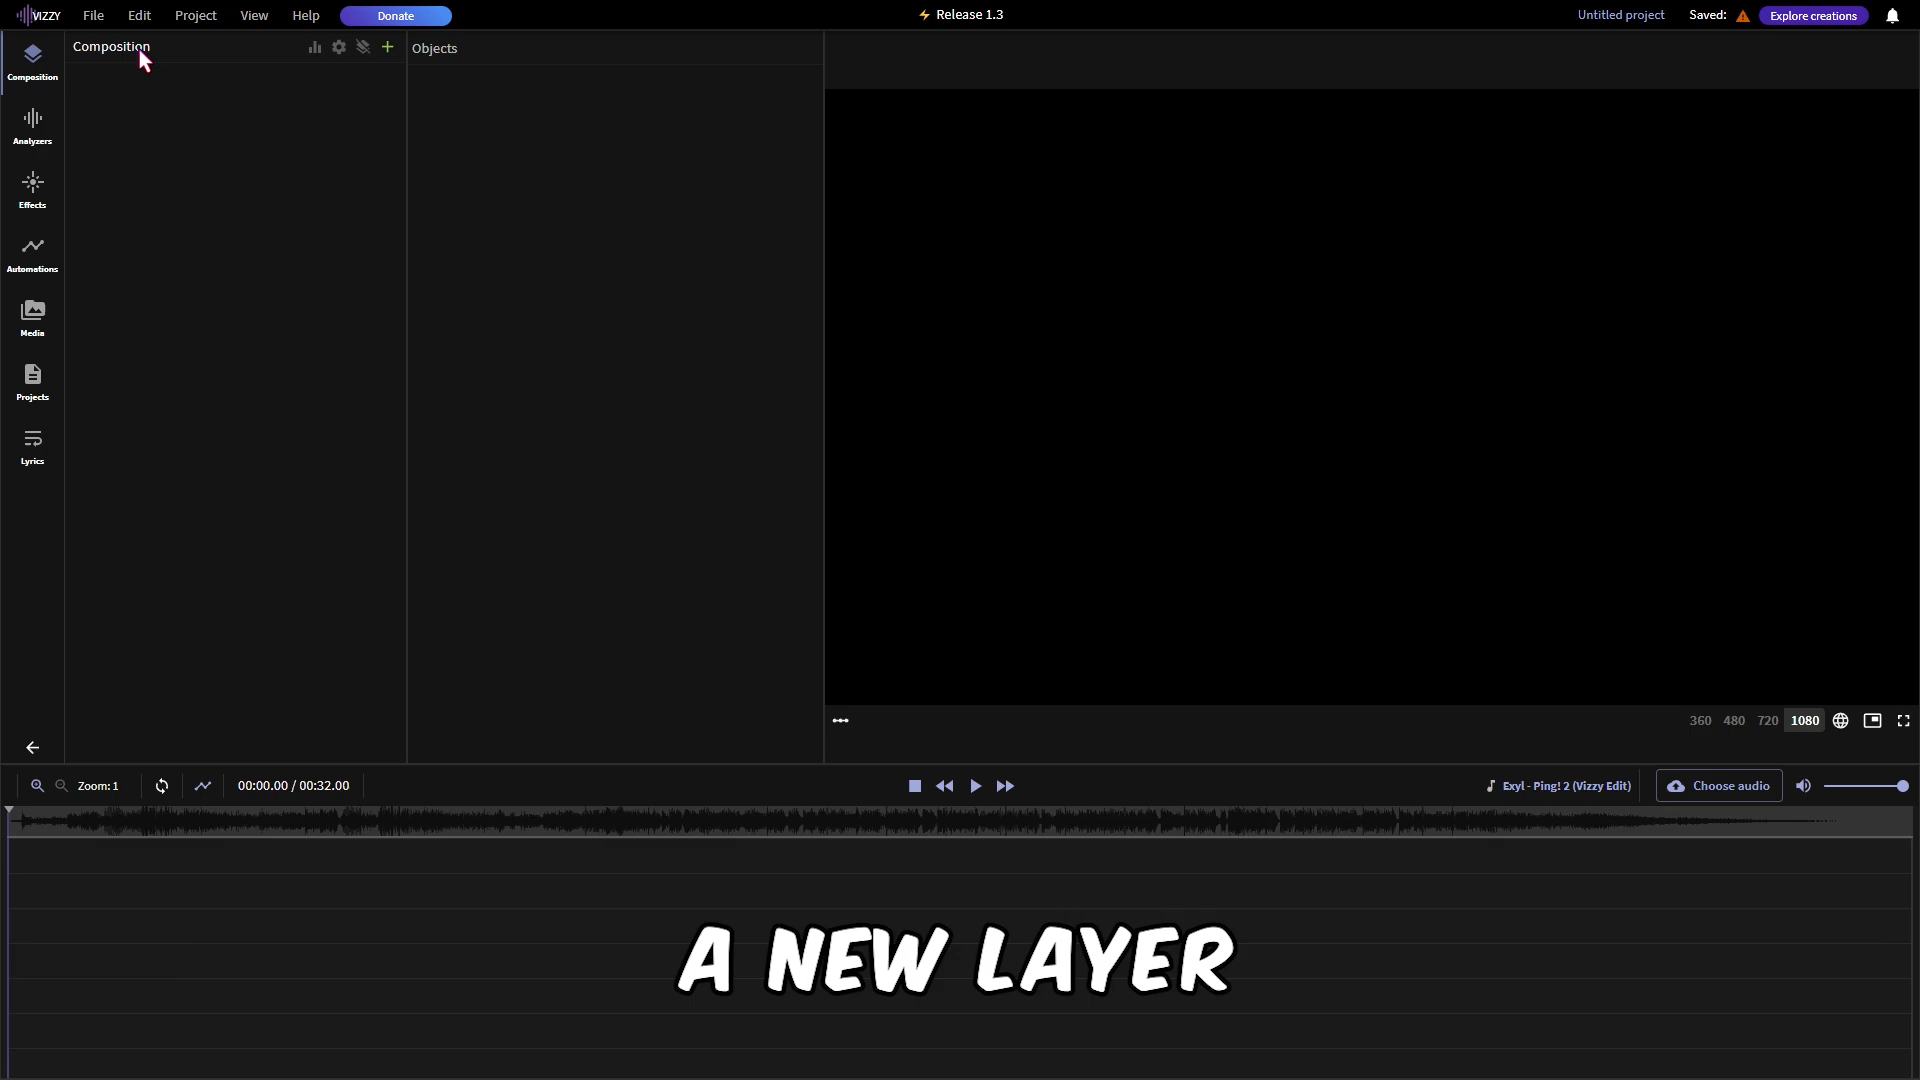 VIZZY File Edit Project View Help Donate
Release 1.3
Untitled project Saved: Explore creations
Composition
Objects
Composition
Analyzers
Effects
Automations
Media
Projects
Lyrics
360 480 720 1080
Zoom: 1
00:00.00 / 00:32.00
Exyl - Ping! 2 (Vizzy Edit)
Choose audio
A NEW LAYER